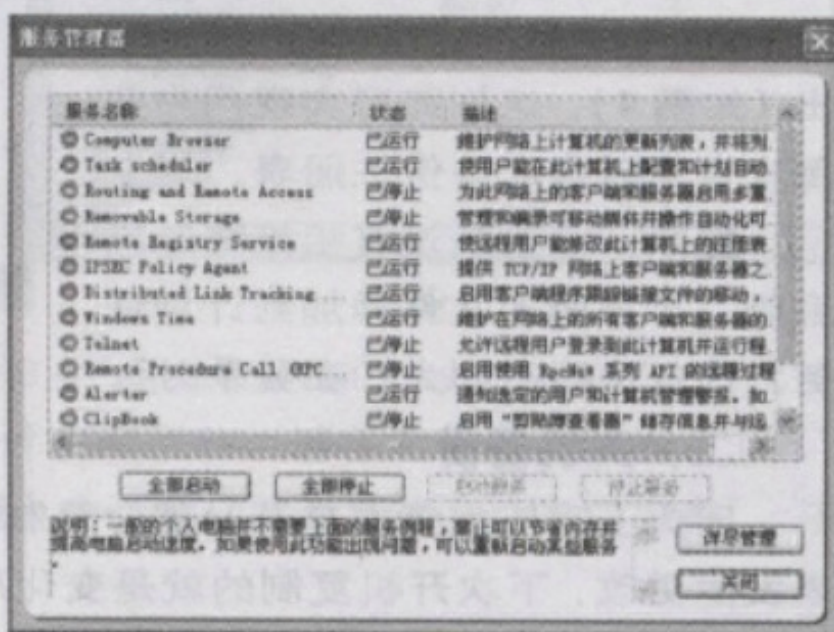 服务管理器
服务名称 状态 描述
Computer Browser 已运行 维护网络上计算机的更新列表，并将列
Task scheduler 已运行 使用户能在此计算机上配置和计划自动
Routing and Remote Access 已停止 为此网络上的客户端和服务器启用多重
Removable Storage 已停止 管理和编录可移动媒体并操作自动化可
Remote Registry Service 已运行 使远程用户能修改此计算机上的注册表
IPSEC Policy Agent 已运行 提供 TCP/IP 网络上客户端和服务器之
Distributed Link Tracking 已运行 启用客户端程序跟踪链接文件的移动，
Windows Time 已运行 维护在网络上的所有客户端和服务器的
Telnet 已停止 允许远程用户登录到此计算机并运行程
Remote Procedure Call (RPC... 已停止 启用使用 RpcNs* 系列 API 的远程过程
Alerter 已运行 通知选定的用户和计算机管理警报。如
ClipBook 已停止 启用“剪贴簿查看器”储存信息并与远
全部启动 全部停止 启动服务 停止服务
说明：一般的个人电脑并不需要上面的服务例程，禁止可以节省内存并
提高电脑启动速度。如果使用此功能出现问题，可以重新启动某些服务
。
详尽管理
关闭